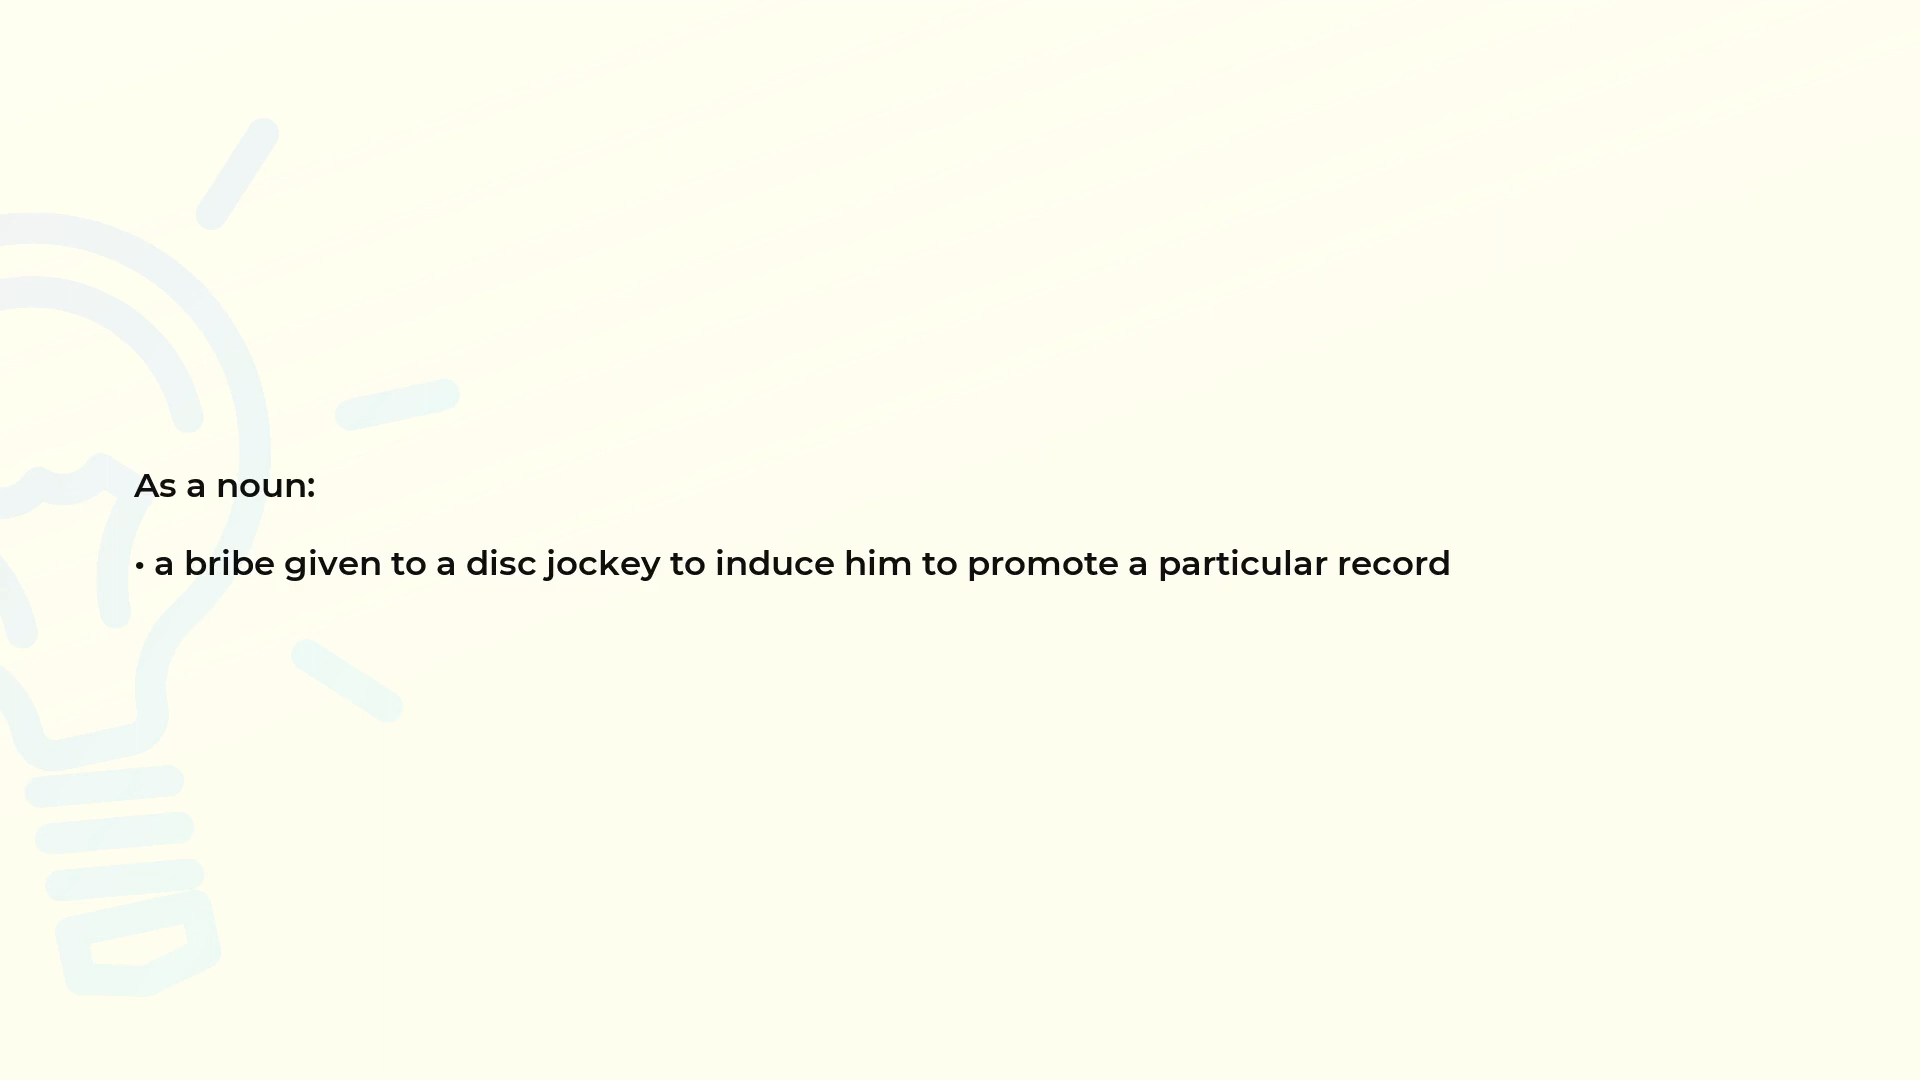 As a noun:
• a bribe given to a disc jockey to induce him to promote a particular record